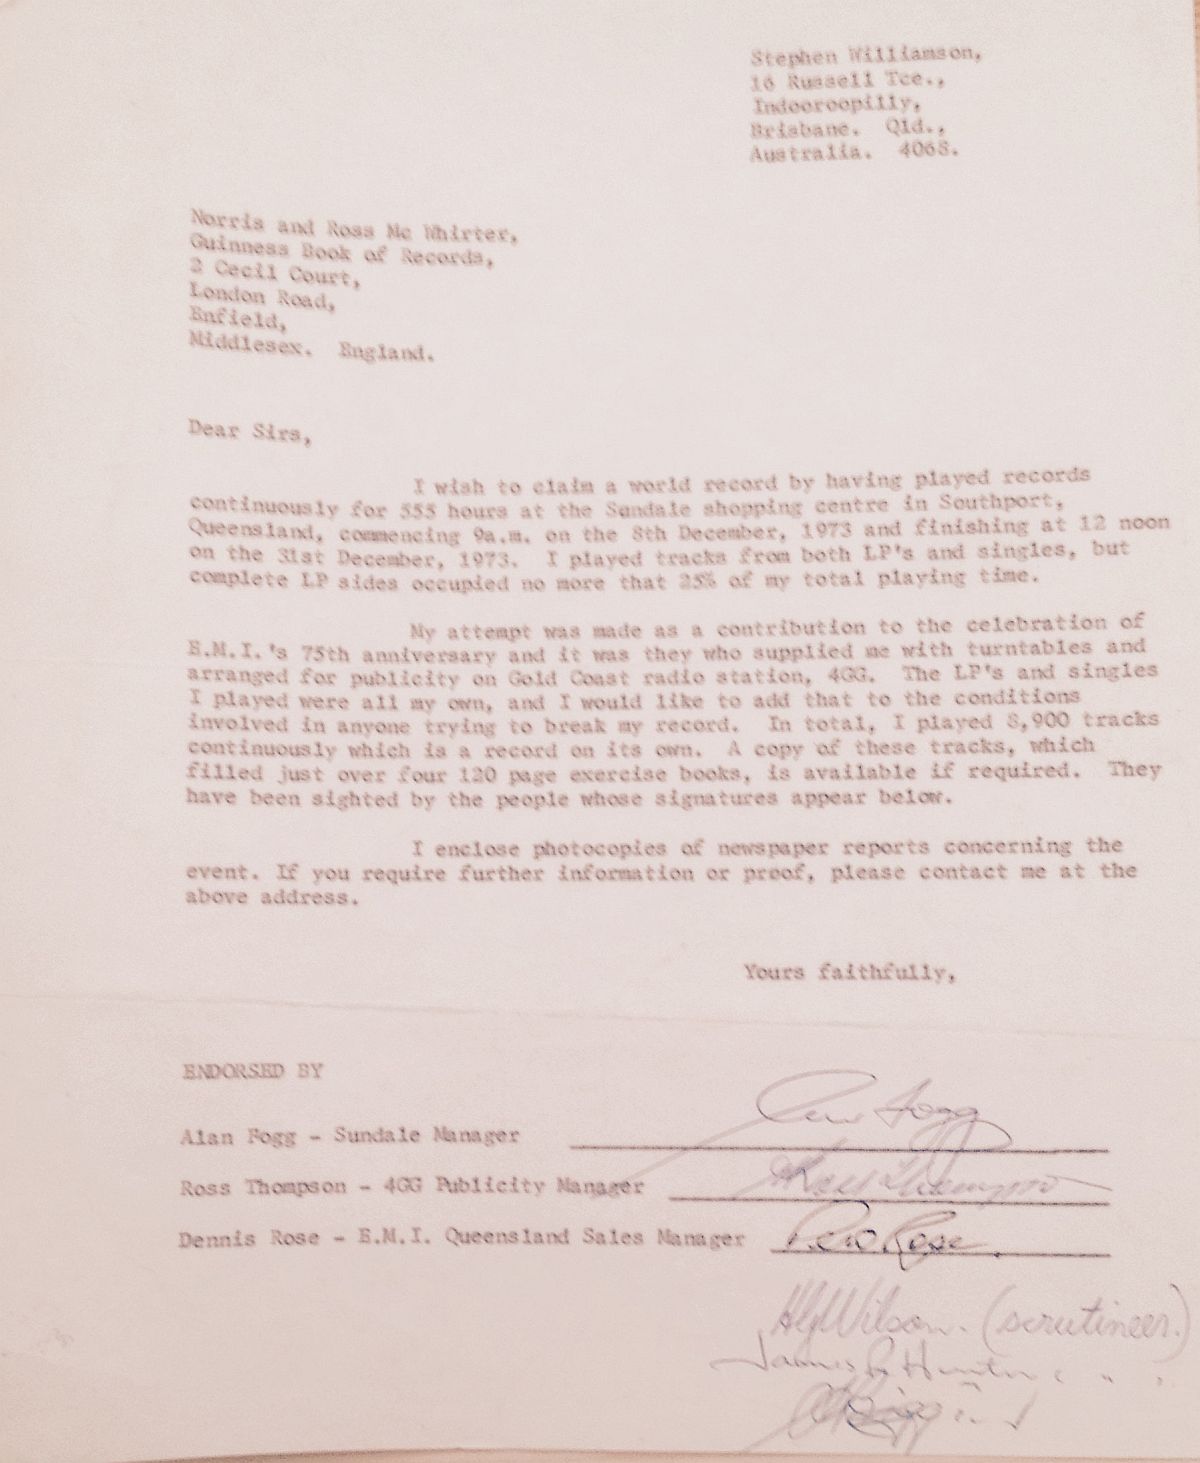 Stephen Williamson,
16 Russell Tce.,
Indooroopilly,
Brisbane. Qld.,
Australia. 4068.
Norris and Ross Mc Whirter,
Guinness Book of Records,
2 Cecil Court,
London Road,
Enfield,
Middlesex. England.
Dear Sirs,
I wish to claim a world record by having played records
continuously for 555 hours at the Sundale shopping centre in Southport,
Queensland, commencing 9a.m. on the 8th December, 1973 and finishing at 12 noon
on the 31st December, 1973. I played tracks from both LP's and singles, but
complete LP sides occupied no more that 25% of my total playing time.
My attempt was made as a contribution to the celebration of
E.M.I.'s 75th anniversary and it was they who supplied me with turntables and
arranged for publicity on Gold Coast radio station, 4GG. The LP's and singles
I played were all my own, and I would like to add that to the conditions
involved in anyone trying to break my record. In total, I played 8,900 tracks
continuously which is a record on its own. A copy of these tracks, which
filled just over four 120 page exercise books, is available if required. They
have been sighted by the people whose signatures appear below.
I enclose photocopies of newspaper reports concerning the
event. If you require further information or proof, please contact me at the
above address.
Yours faithfully,
ENDORSED BY
Alan Fogg - Sundale Manager
Ross Thompson - 4GG Publicity Manager
Dennis Rose - E.M.I. Queensland Sales Manager
Rose
Wilson. (scrutineer.)
James Hunter